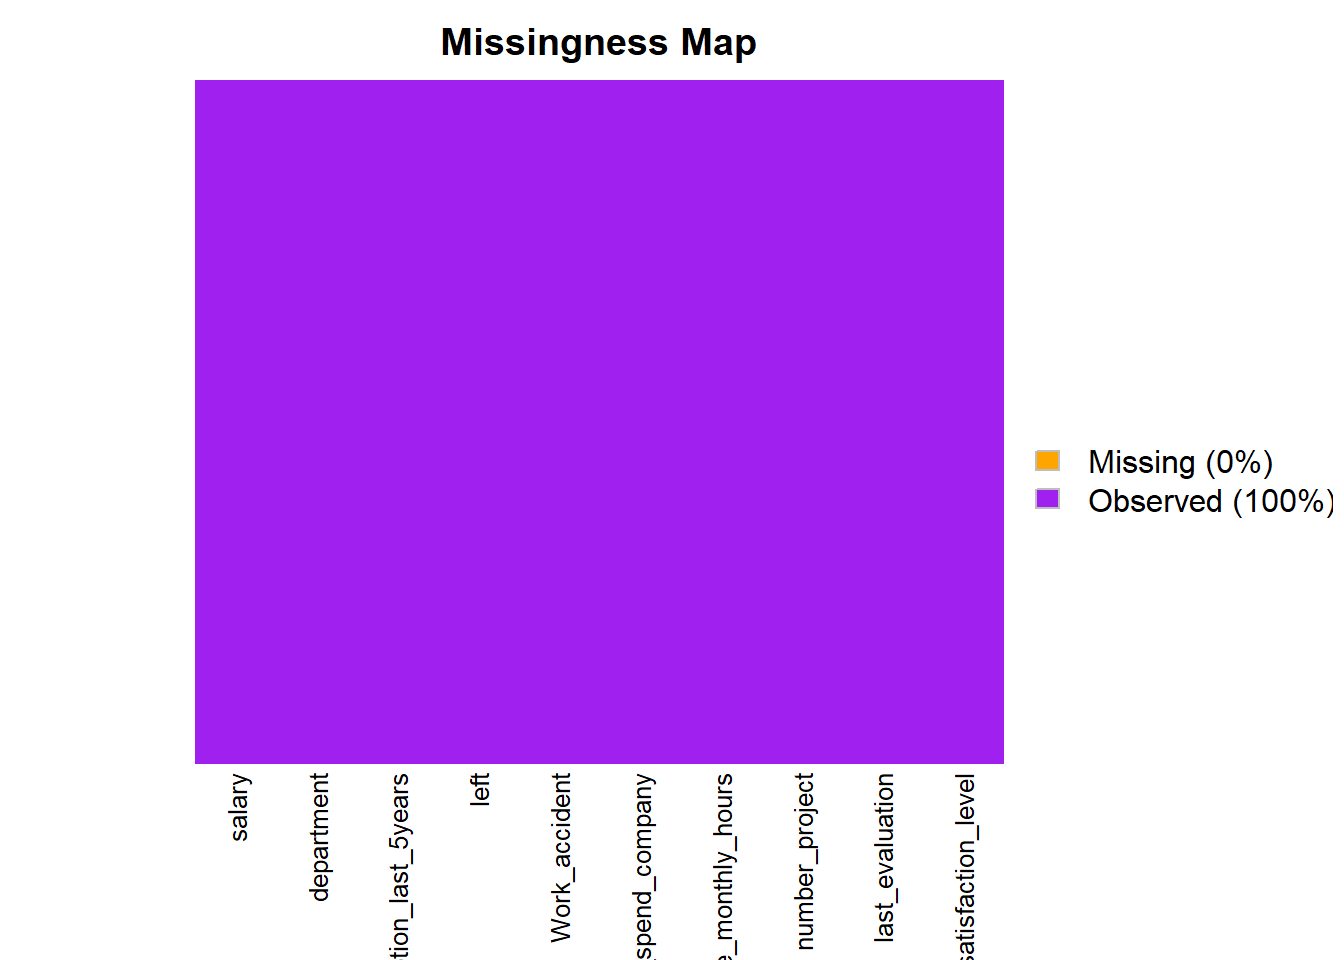 Missingness Map
Missing (0%)
Observed (100%)
salary
department
tion_last_5years
left
Work_accident
spend_company
e_monthly_hours
number_project
last_evaluation
satisfaction_level